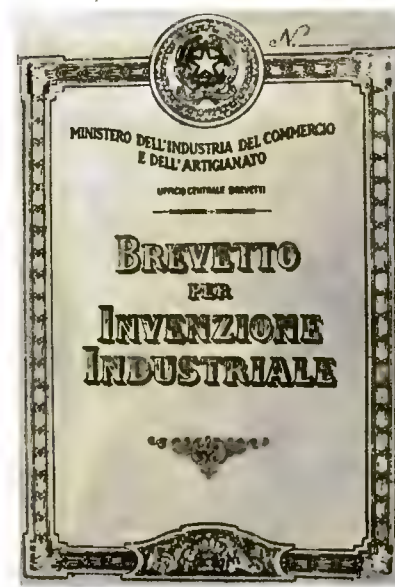 N°
MINISTERO DELL'INDUSTRIA DEL COMMERCIO
E DELL'ARTIGIANATO
UFFICIO CENTRALE BREVETTI
BREVETTO
PER
INVENZIONE
INDUSTRIALE